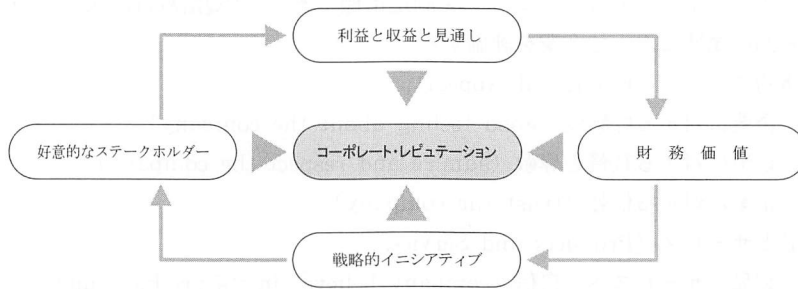 利益と収益と見通し
好意的なステークホルダー
コーポレート・レピュテーション
財務価値
戦略的イニシアティブ